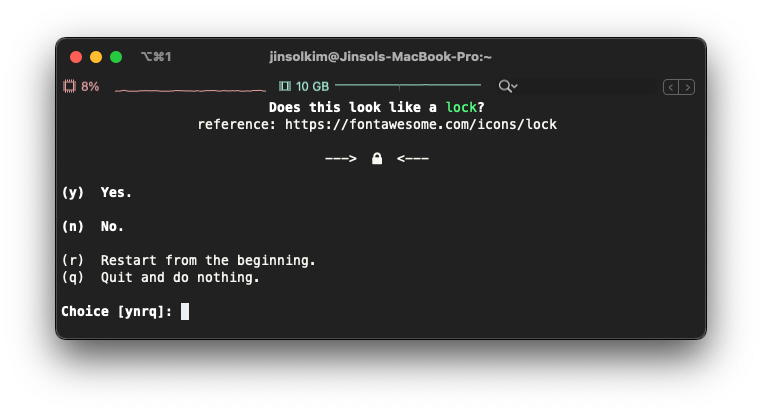 ⌥⌘1 jinsolkim@Jinsols-MacBook-Pro:~
8% 10 GB
Does this look like a lock?
reference: https://fontawesome.com/icons/lock
---> <---
(y) Yes.
(n) No.
(r) Restart from the beginning.
(q) Quit and do nothing.
Choice [ynrq]: